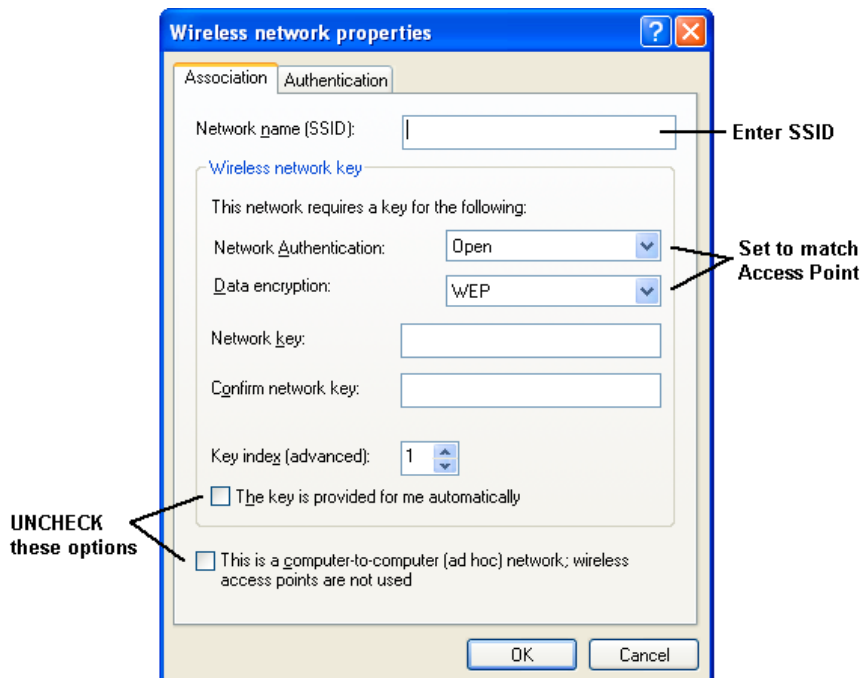 Wireless network properties
Association
Authentication
Network name (SSID):
Enter SSID
Wireless network key
This network requires a key for the following:
Network Authentication:
Open
Set to match
Access Point
Data encryption:
WEP
Network key:
Confirm network key:
Key index (advanced):
1
The key is provided for me automatically
UNCHECK
these options
This is a computer-to-computer (ad hoc) network; wireless
access points are not used
OK
Cancel